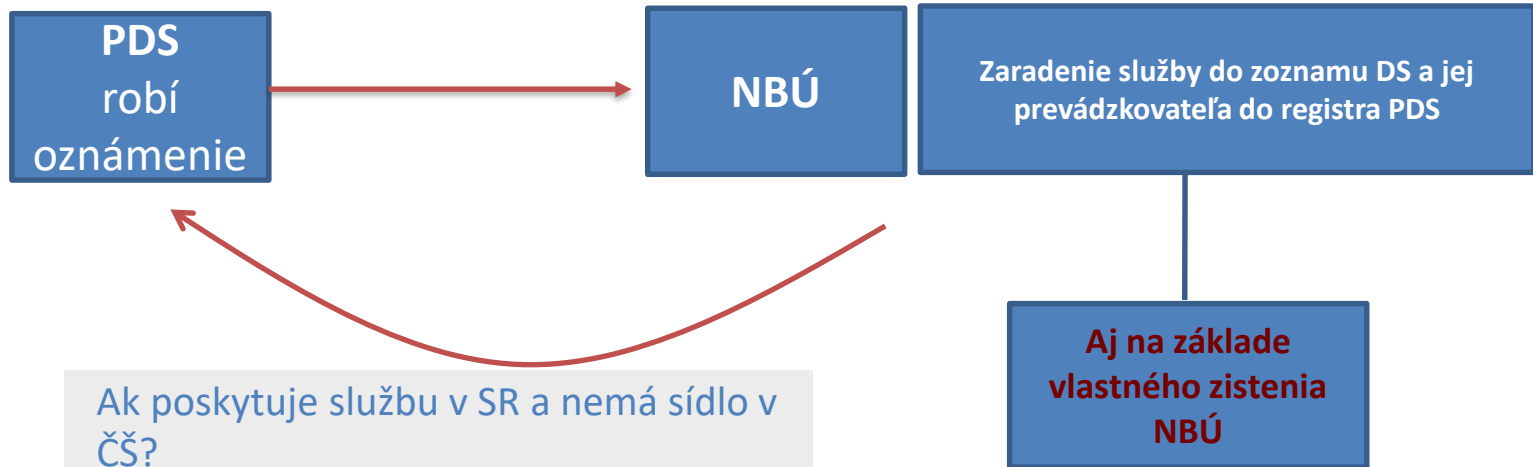 PDS
robí
oznámenie
NBÚ
Zaradenie služby do zoznamu DS a jej
prevádzkovateľa do registra PDS
Aj na základe
vlastného zistenia
NBÚ
Ak poskytuje službu v SR a nemá sídlo v
ČŠ?